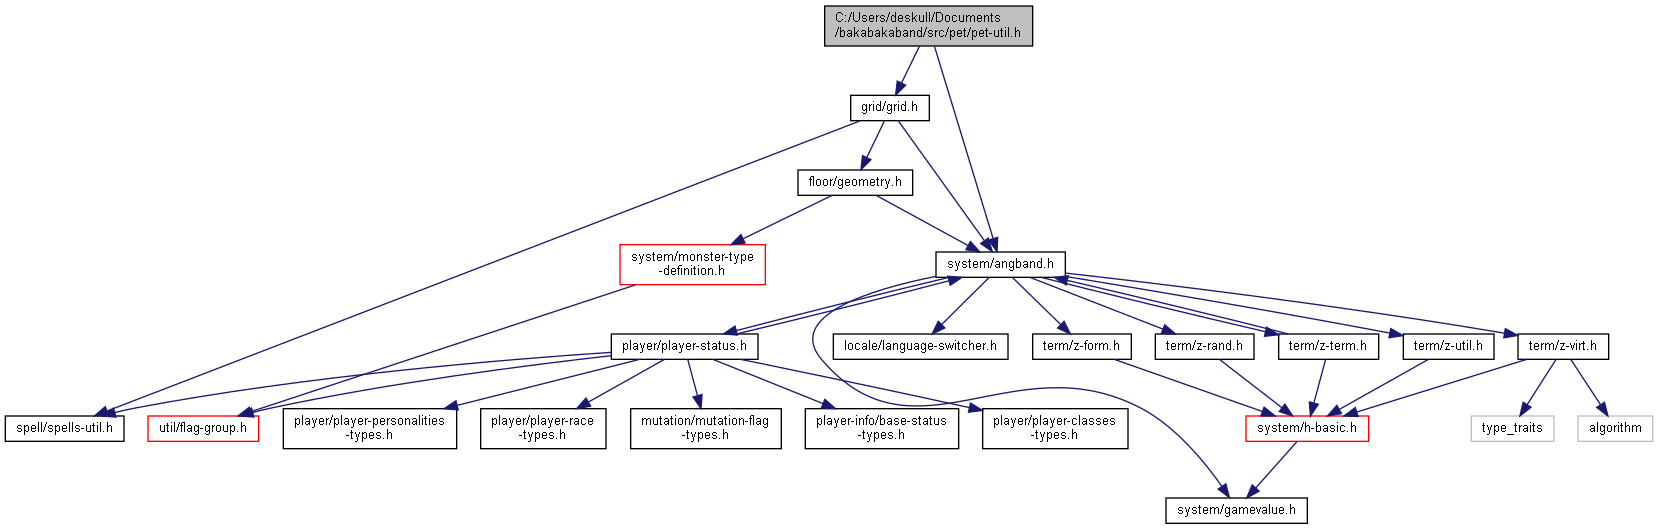 C:/Users/deskull/Documents
/bakabakaband/src/pet/pet-util.h
grid/grid.h
floor/geometry.h
system/monster-type
-definition.h
system/angband.h
player/player-status.h
locale/language-switcher.h
term/z-form.h
term/z-rand.h
term/z-term.h
term/z-util.h
term/z-virt.h
spell/spells-util.h
util/flag-group.h
player/player-personalities
-types.h
player/player-race
-types.h
mutation/mutation-flag
-types.h
player-info/base-status
-types.h
player/player-classes
-types.h
system/h-basic.h
type_traits
algorithm
system/gamevalue.h